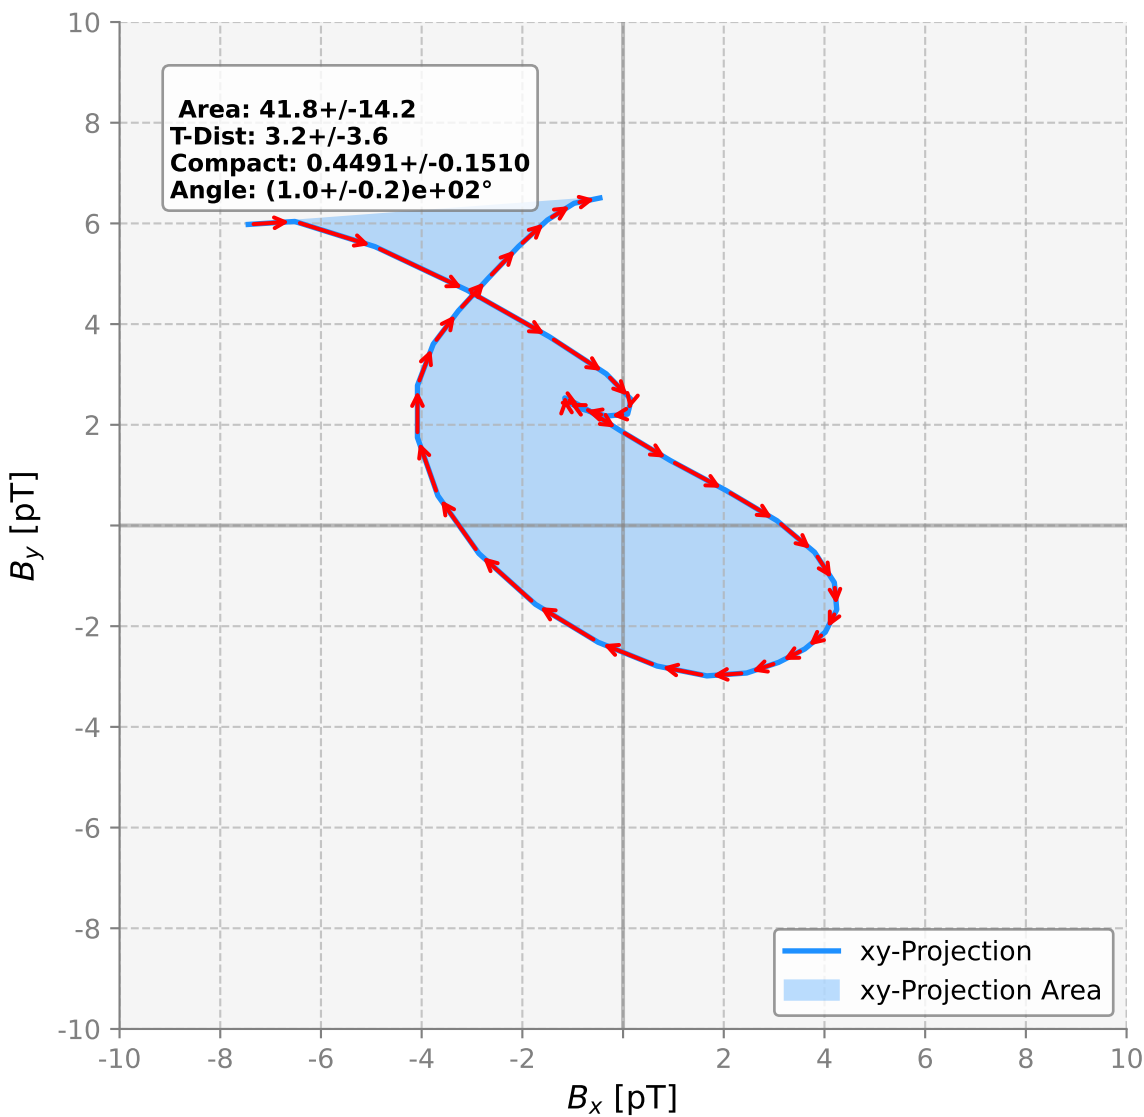 10
8
6
4
2
-2
-4
-6
-8
-10
Area: 41.8+/-14.2
T-Dist: 3.2+/-3.6
Compact: 0.4491+/-0.1510
Angle: (1.0+/-0.2)e+02°
B_y [pT]
xy-Projection
xy-Projection Area
-10 -8 -6 -4 -2 2 4 6 8 10
B_x [pT]